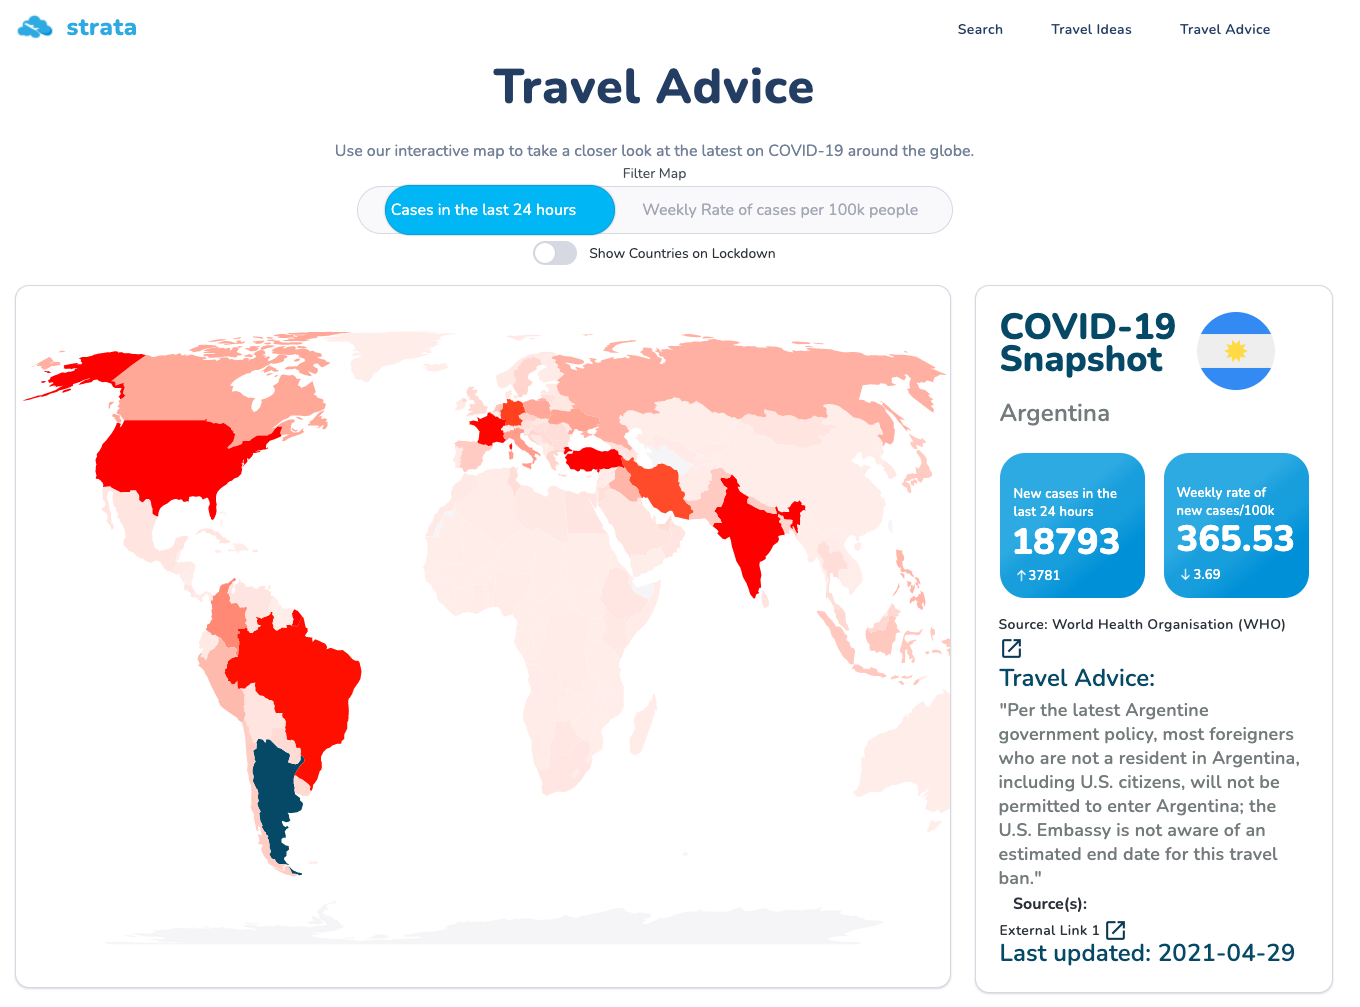 strata
Search
Travel Ideas
Travel Advice
Travel Advice
Use our interactive map to take a closer look at the latest on COVID-19 around the globe.
Filter Map
Cases in the last 24 hours
Weekly Rate of cases per 100k people
Show Countries on Lockdown
COVID-19
Snapshot
Argentina
New cases in the
last 24 hours
18793
↑3781
Weekly rate of
new cases/100k
365.53
↓3.69
Source: World Health Organisation (WHO)
Travel Advice:
"Per the latest Argentine
government policy, most foreigners
who are not a resident in Argentina,
including U.S. citizens, will not be
permitted to enter Argentina; the
U.S. Embassy is not aware of an
estimated end date for this travel
ban."
Source(s):
External Link 1
Last updated: 2021-04-29